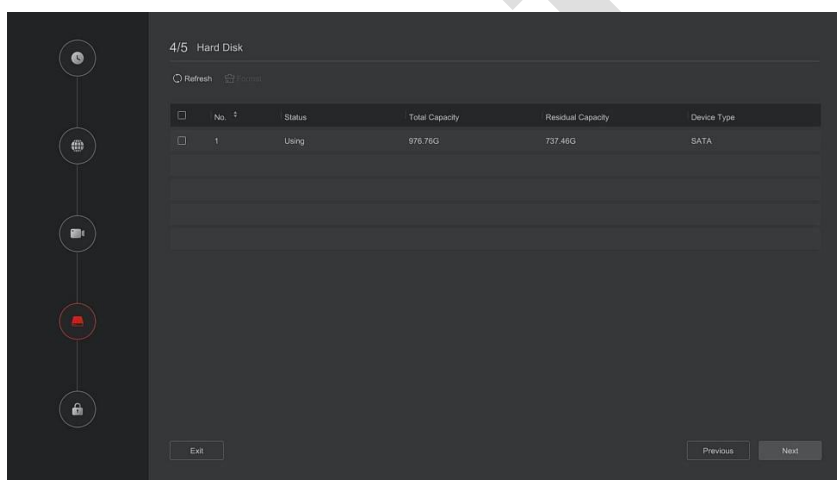 4/5 Hard Disk
Refresh Format
No. Status Total Capacity Residual Capacity Device Type
1 Using 976.76G 737.46G SATA
Exit Previous Next